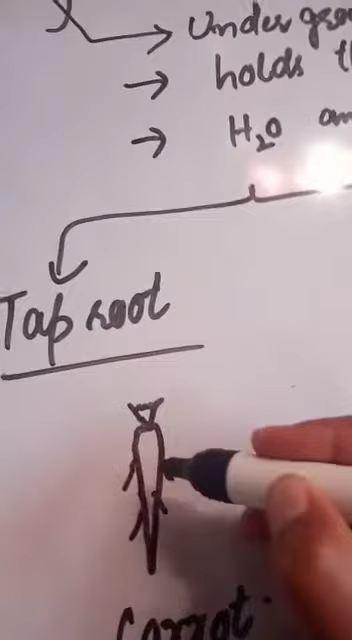 → Under
→ holds
→ H₂O
Tap root
Carrot